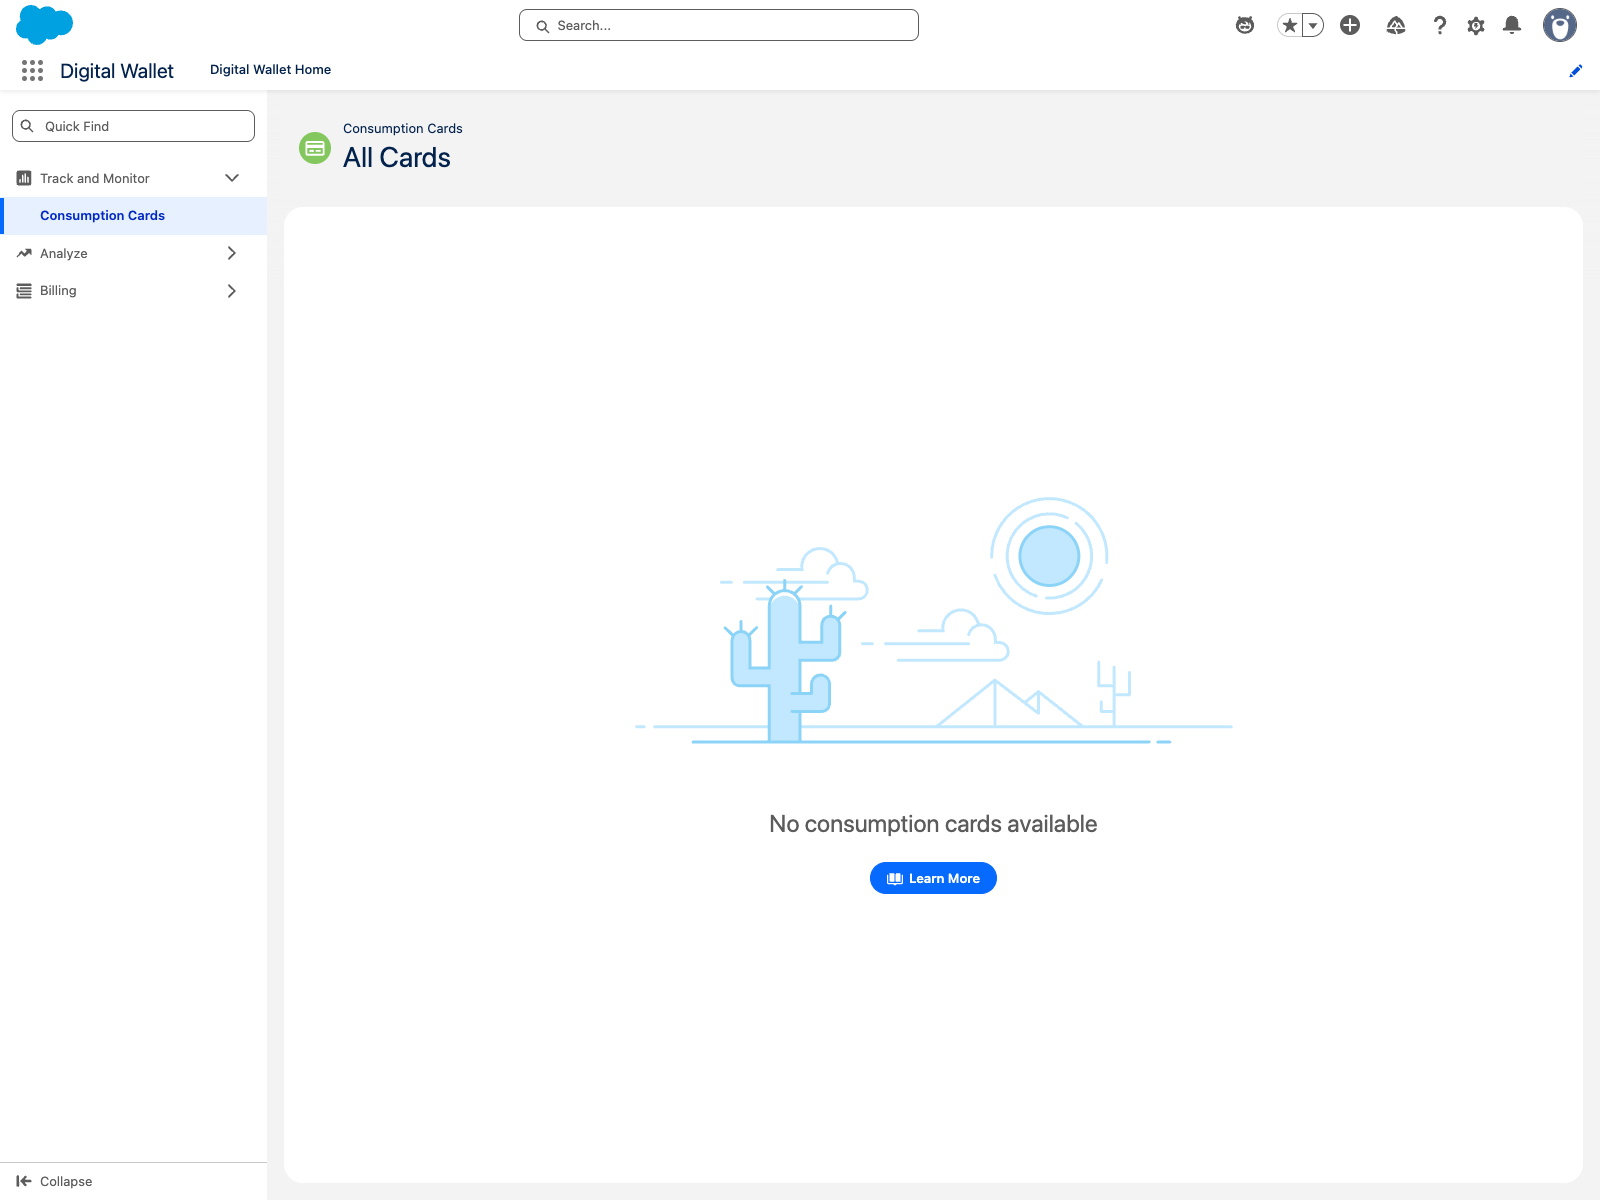 Search...
Digital Wallet
Digital Wallet Home
Quick Find
Track and Monitor
Consumption Cards
Analyze
Billing
Collapse
Consumption Cards
All Cards
No consumption cards available
Learn More